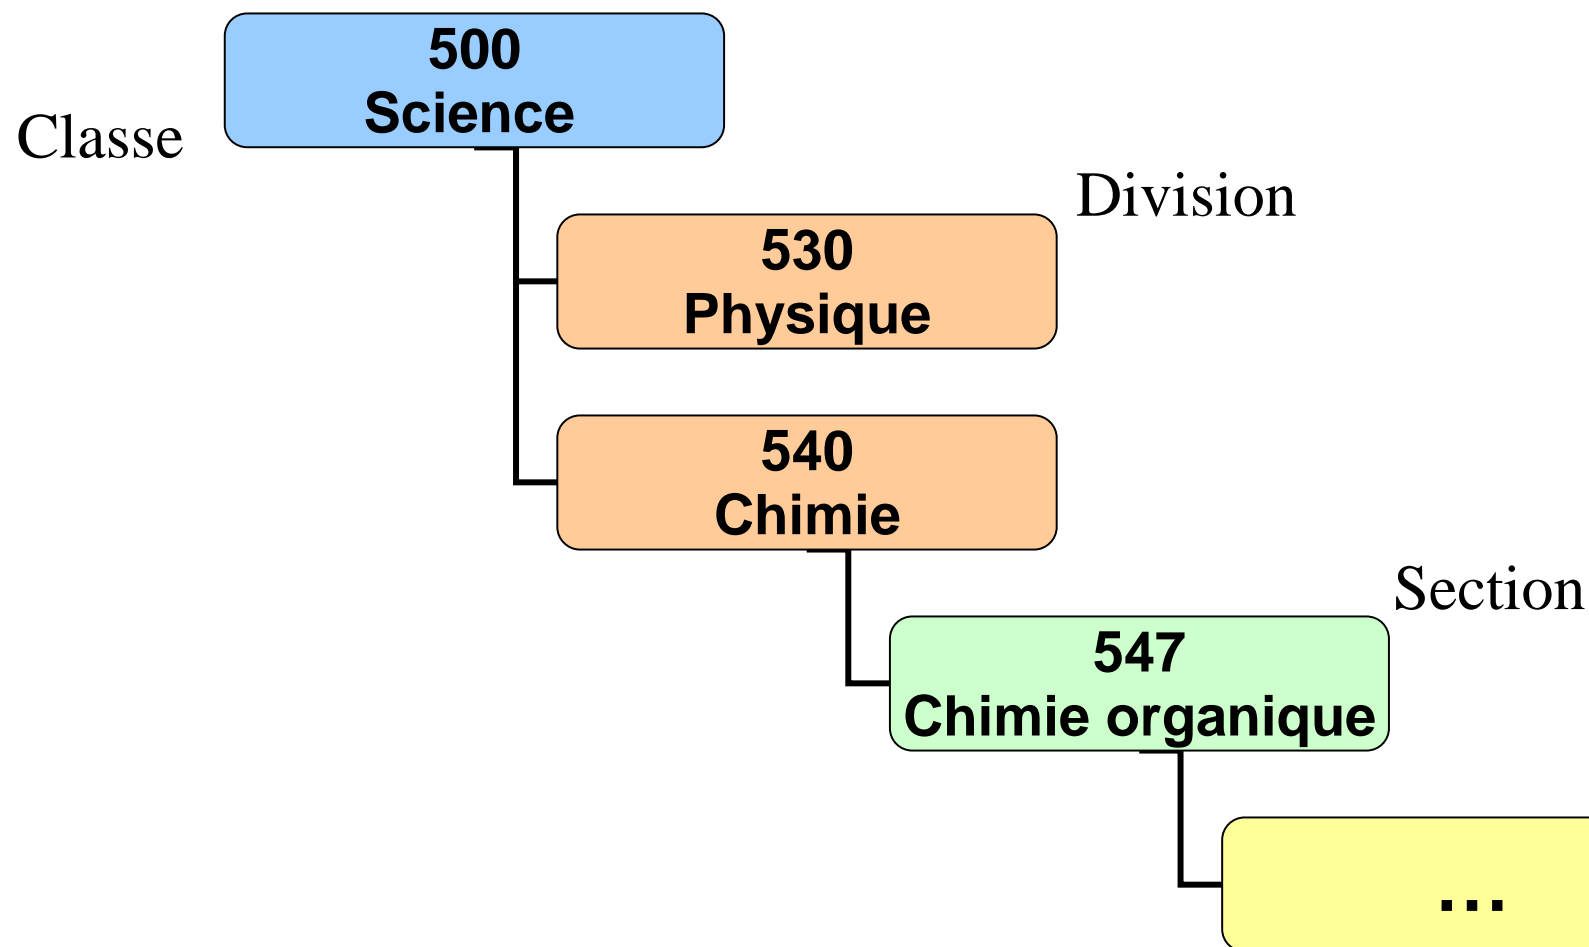 500
Science
Classe
Division
530
Physique
540
Chimie
Section
547
Chimie organique
...